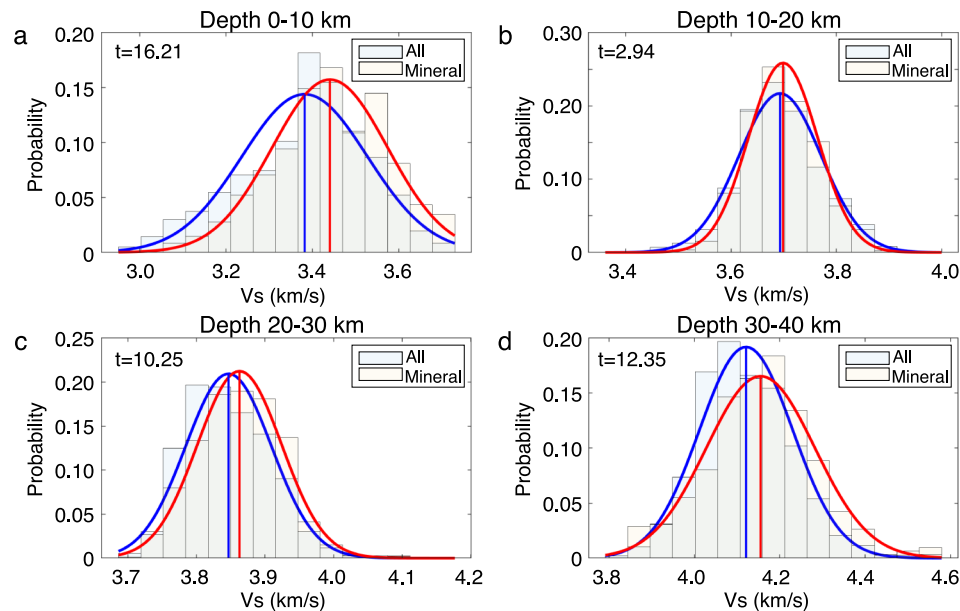 a
Depth 0-10 km
t=16.21
All
Mineral
0.20
0.15
0.10
0.05
0
Probability
3.0 3.2 3.4 3.6
Vs (km/s)
b
Depth 10-20 km
t=2.94
All
Mineral
0.30
0.20
0.10
0
Probability
3.4 3.6 3.8 4.0
Vs (km/s)
c
Depth 20-30 km
t=10.25
All
Mineral
0.25
0.20
0.15
0.10
0.05
0
Probability
3.7 3.8 3.9 4.0 4.1 4.2
Vs (km/s)
d
Depth 30-40 km
t=12.35
All
Mineral
0.20
0.15
0.10
0.05
0
Probability
3.8 4.0 4.2 4.4 4.6
Vs (km/s)